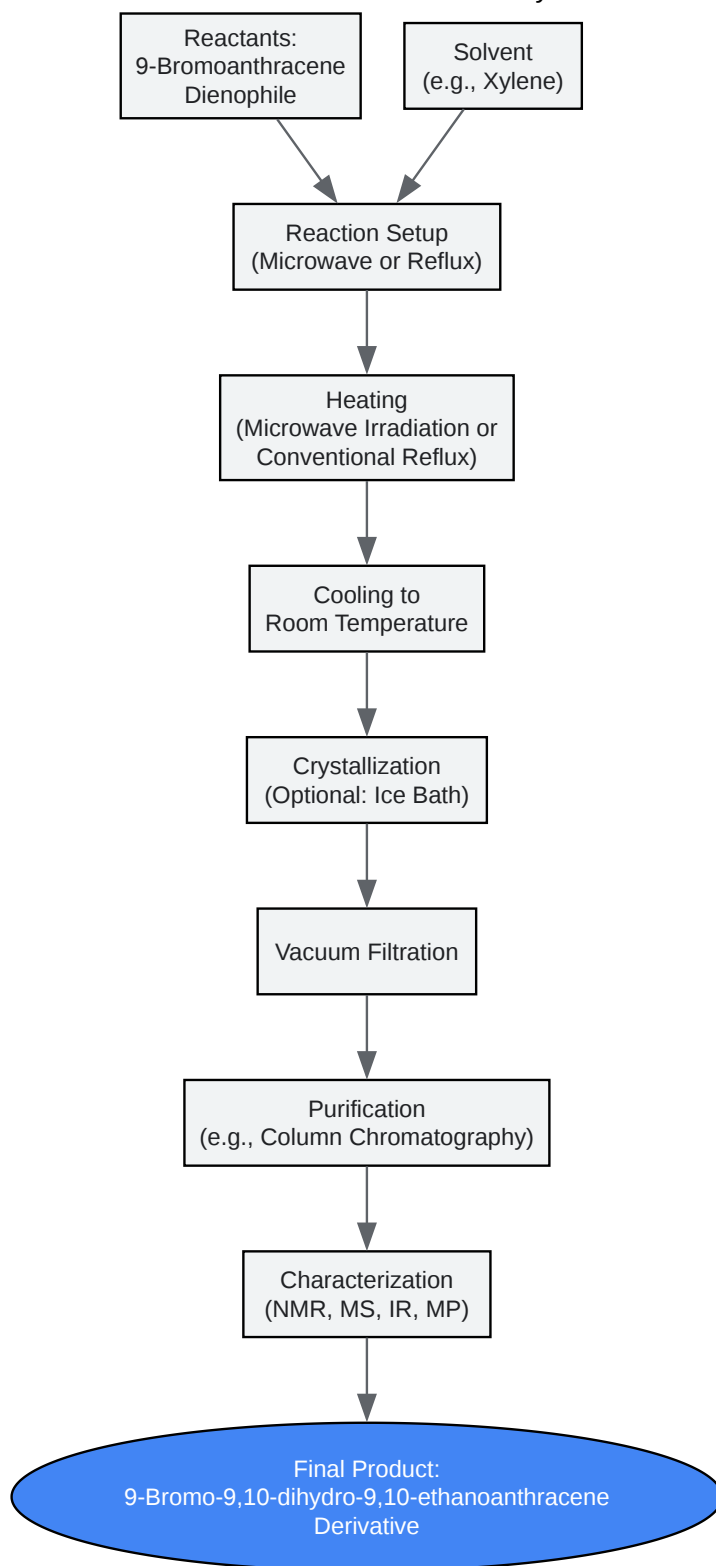 Reactants:
9-Bromoanthracene
Dienophile
Solvent
(e.g., Xylene)
Reaction Setup
(Microwave or Reflux)
Heating
(Microwave Irradiation or
Conventional Reflux)
Cooling to
Room Temperature
Crystallization
(Optional: Ice Bath)
Vacuum Filtration
Purification
(e.g., Column Chromatography)
Characterization
(NMR, MS, IR, MP)
Final Product:
9-Bromo-9,10-dihydro-9,10-ethanoanthracene
Derivative